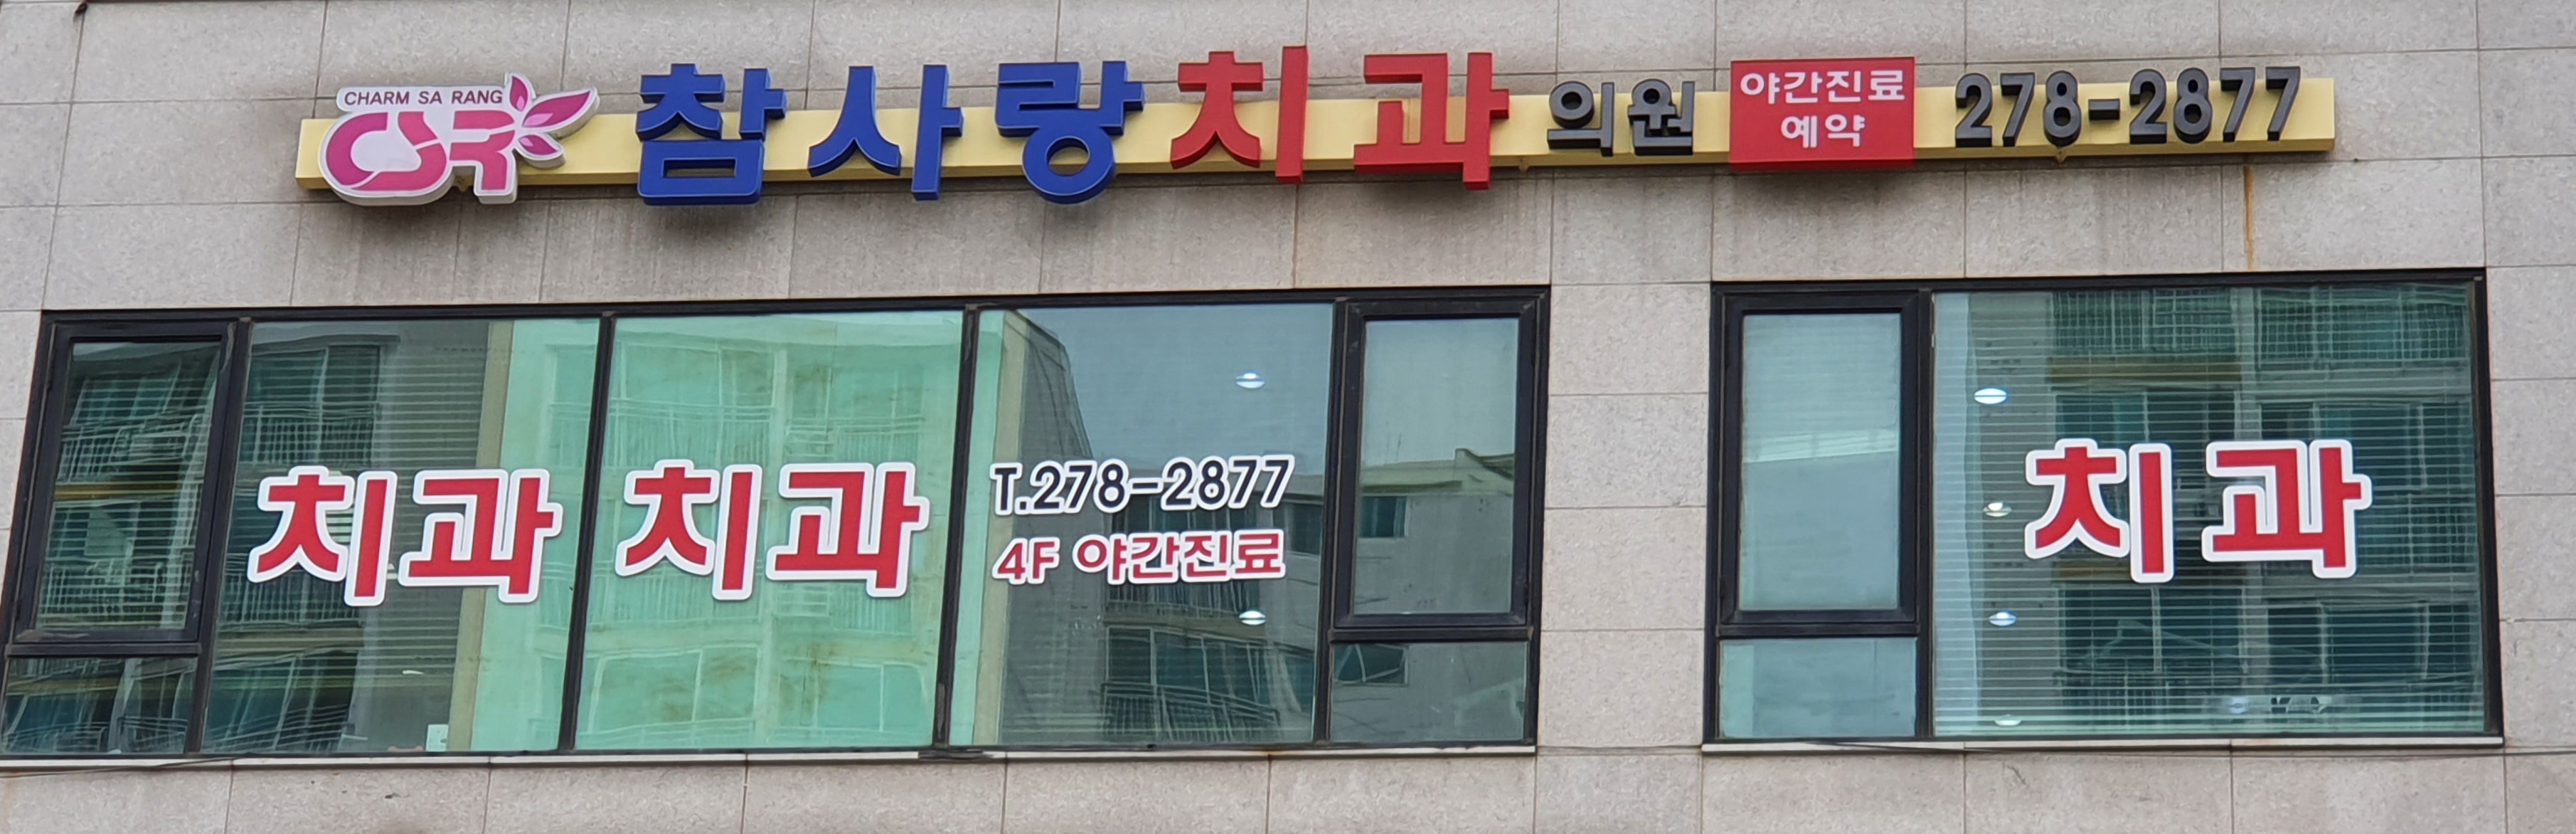 CHARM SA RANG
CSR
참사랑치과의원
야간진료
예약
278-2877
치과
치과
T.278-2877
4F 야간진료
치과